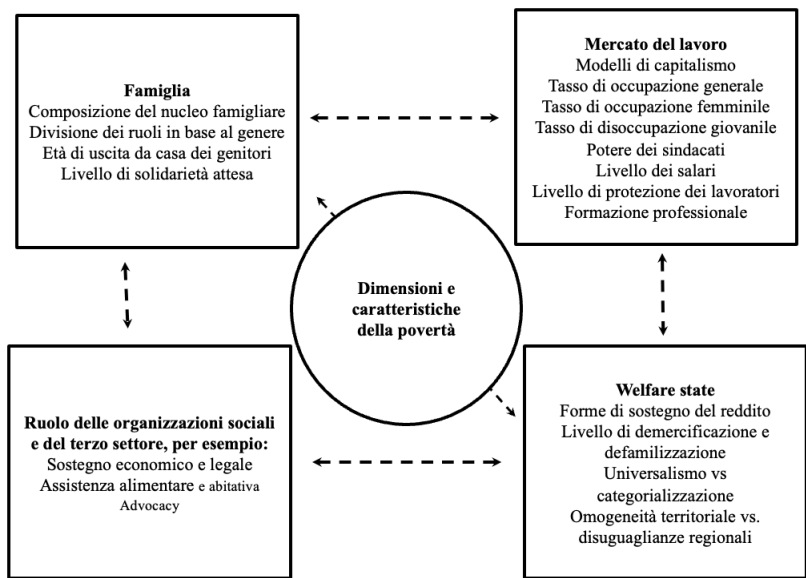 Famiglia
Composizione del nucleo famigliare
Divisione dei ruoli in base al genere
Età di uscita da casa dei genitori
Livello di solidarietà attesa
Mercato del lavoro
Modelli di capitalismo
Tasso di occupazione generale
Tasso di occupazione femminile
Tasso di disoccupazione giovanile
Potere dei sindacati
Livello dei salari
Livello di protezione dei lavoratori
Formazione professionale
Dimensioni e
caratteristiche
della povertà
Ruolo delle organizzazioni sociali
e del terzo settore, per esempio:
Sostegno economico e legale
Assistenza alimentare e abitativa
Advocacy
Welfare state
Forme di sostegno del reddito
Livello di demercificazione e
defamilizzazione
Universalismo vs
categorializzazione
Omogeneità territoriale vs.
disuguaglianze regionali